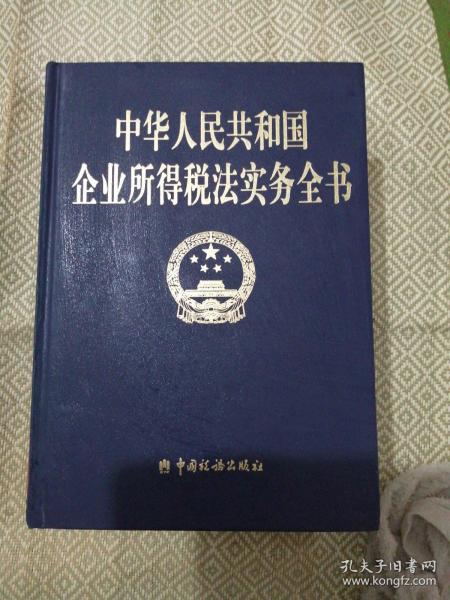 中华人民共和国
企业所得税法实务全书
中国税务出版社
孔夫子旧书网
www.kongfz.com